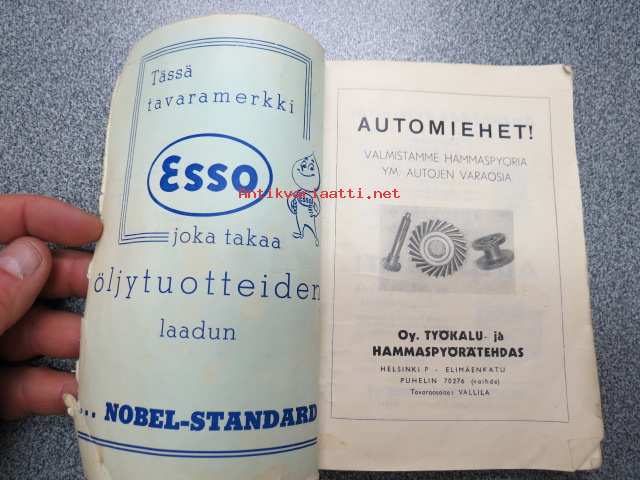 Tässä
tavaramerkki
Esso
joka takaa
öljytuotteiden
laadun
... NOBEL-STANDARD
Antikvariaatti.net
AUTOMIEHET!
VALMISTAMME HAMMASPYÖRIÄ
YM. AUTOJEN VARAOSIA
Oy. TYÖKALU- ja
HAMMASPYÖRÄTEHDAS
HELSINKI P - ELIMÄENKATU
PUHELIN 70276 (vaihde)
Tavaraosoite: VALLILA